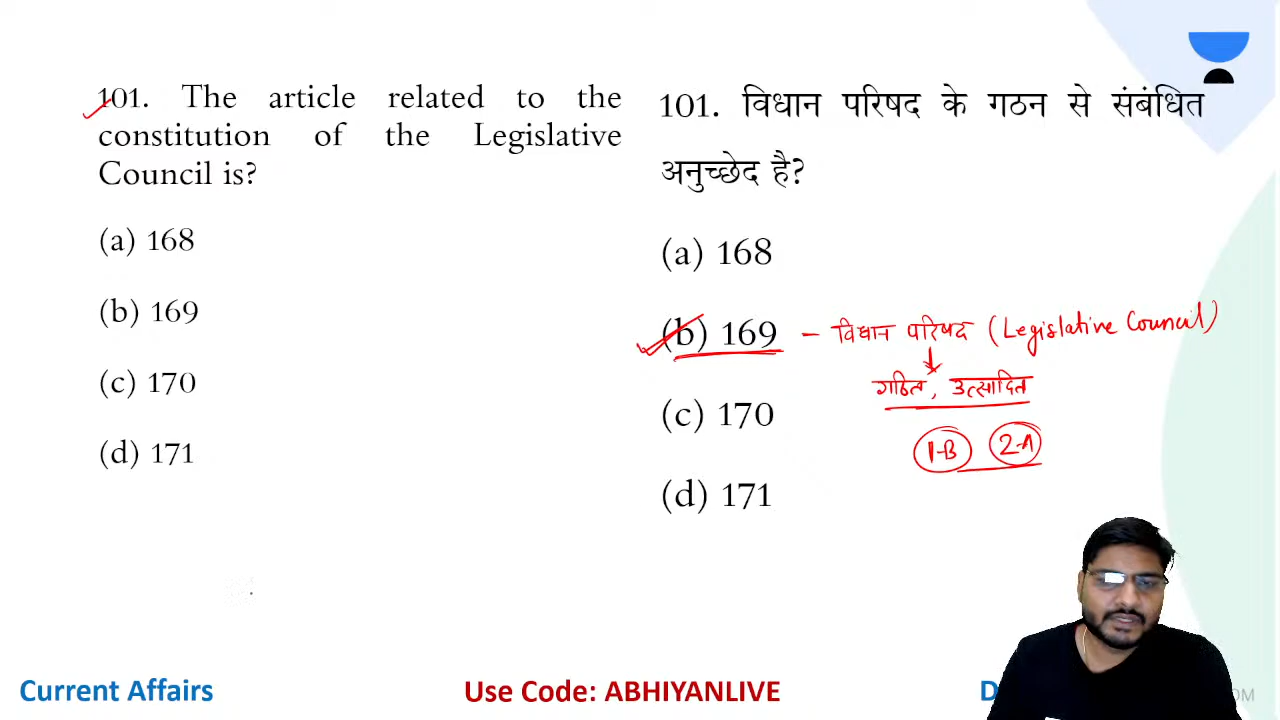 101. The article related to the
constitution of the Legislative
Council is?
(a) 168
(b) 169
(c) 170
(d) 171
101. विधान परिषद के गठन से संबंधित
अनुच्छेद है?
(a) 168
(b) 169 – विधान परिषद (Legislative Council)
गठित, उत्सादित
1-B 2-A
(c) 170
(d) 171
Current Affairs
Use Code: ABHIYANLIVE